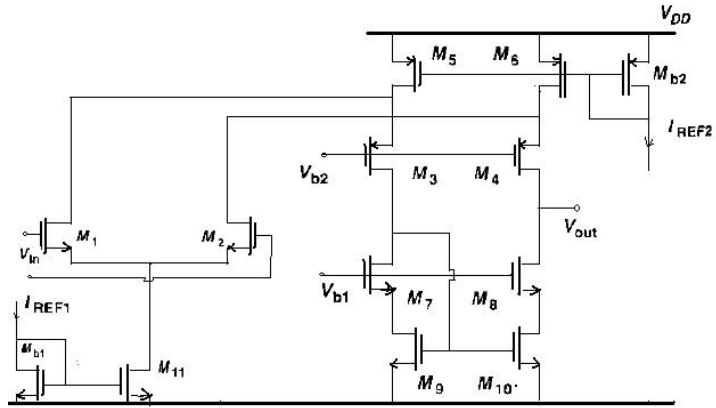 V_DD
M_5
M_6
M_b2
I_REF2
V_b2
M_3
M_4
V_out
M_1
M_2
V_in
V_b1
M_7
M_8
I_REF1
M_b1
M_11
M_9
M_10.